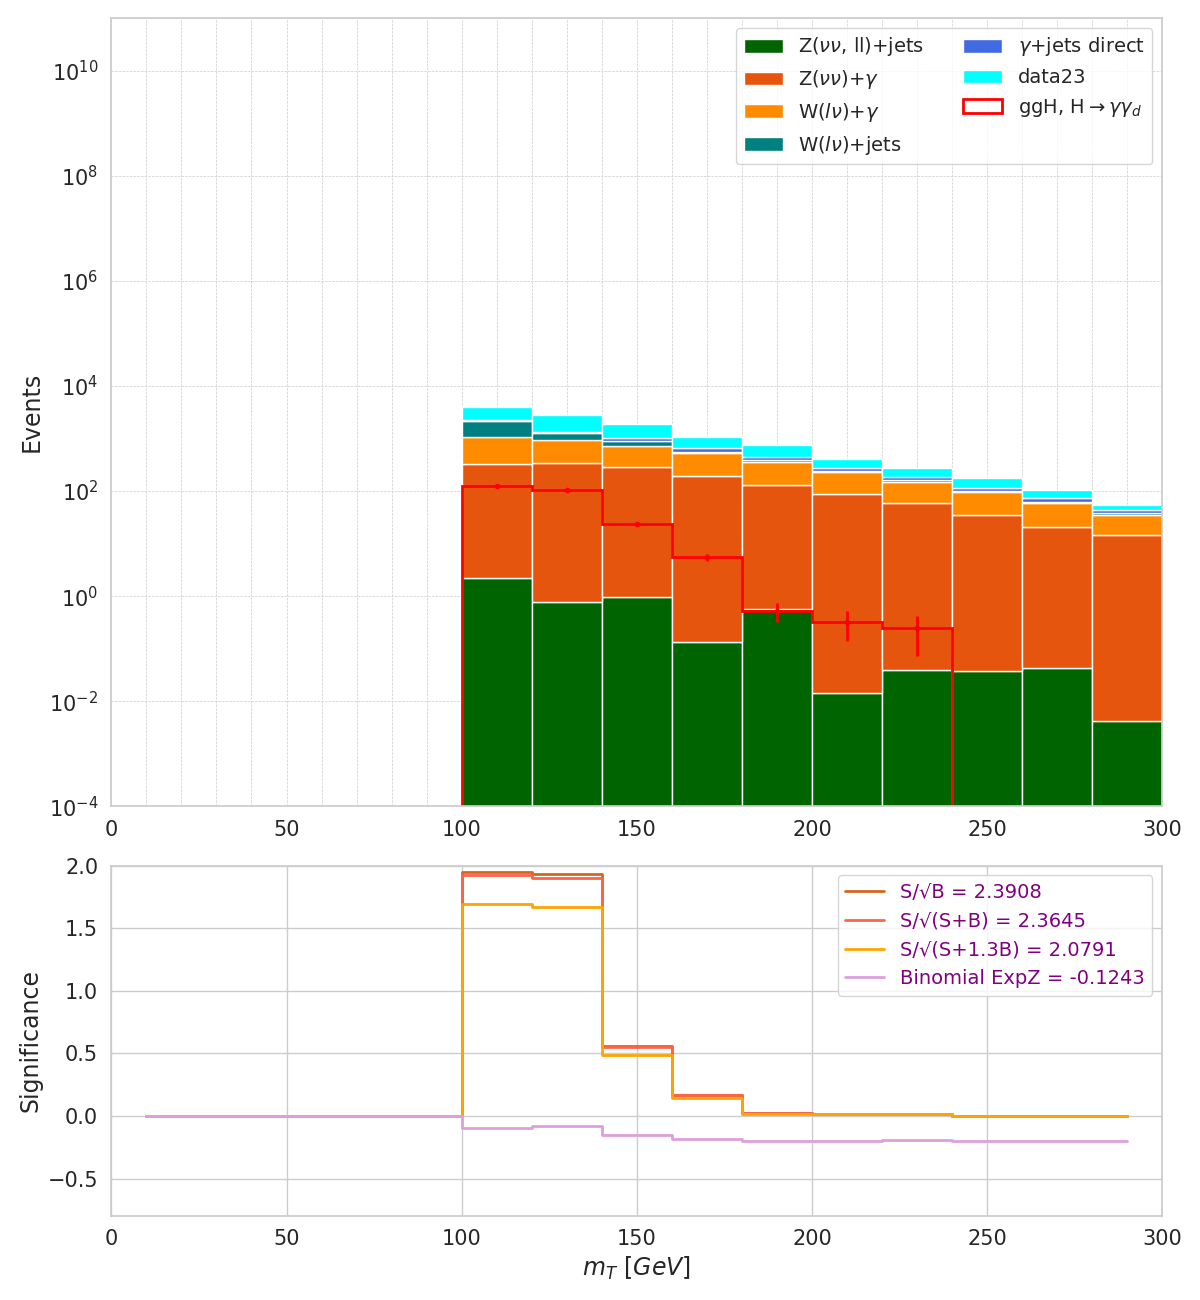 Z(νν, ll)+jets
Z(νν)+γ
W(lν)+γ
W(lν)+jets
γ+jets direct
data23
ggH, H→γγ_d
Events
10^10
10^8
10^6
10^4
10^2
10^0
10^−2
10^−4
0 50 100 150 200 250 300
S/√B = 2.3908
S/√(S+B) = 2.3645
S/√(S+1.3B) = 2.0791
Binomial ExpZ = -0.1243
Significance
2.0
1.5
1.0
0.5
0.0
−0.5
0 50 100 150 200 250 300
m_T [GeV]